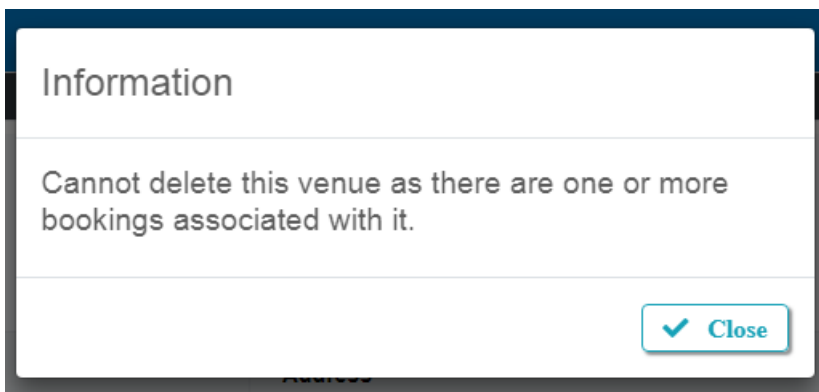 Information
Cannot delete this venue as there are one or more
bookings associated with it.
Close